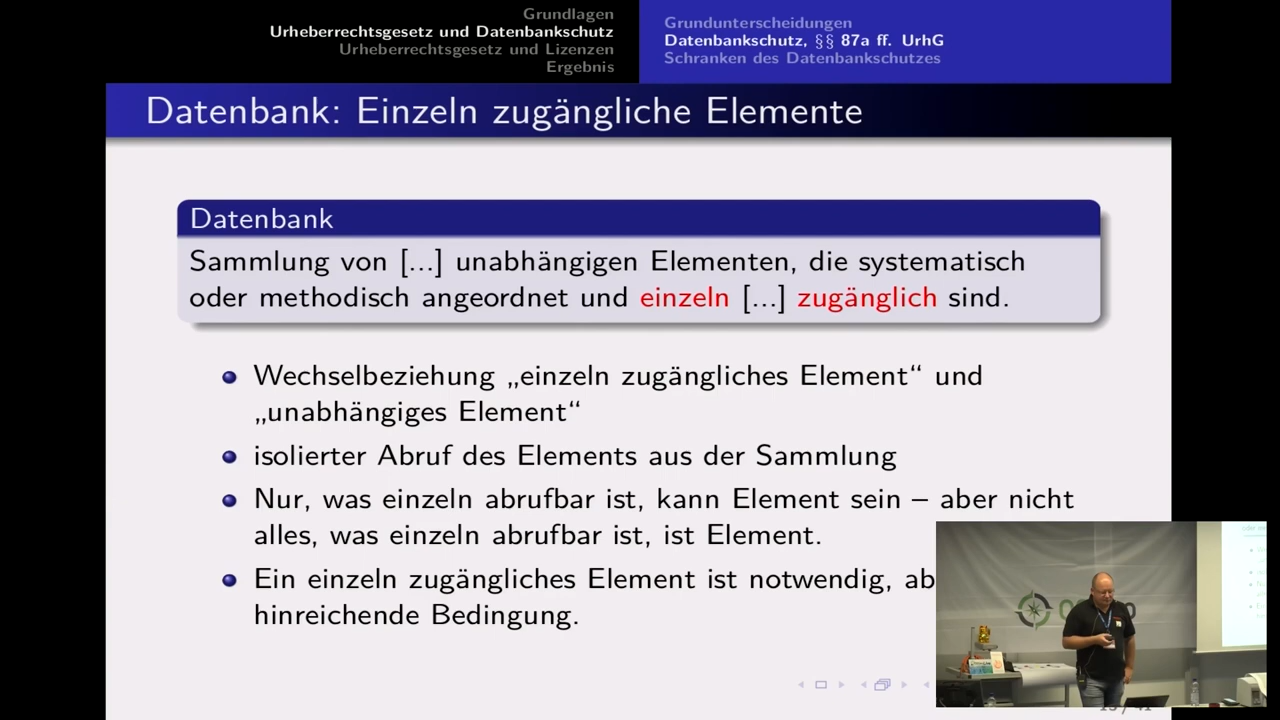 Grundlagen
Urheberrechtsgesetz und Datenbankschutz
Urheberrechtsgesetz und Lizenzen
Ergebnis
Grundunterscheidungen
Datenbankschutz, §§ 87a ff. UrhG
Schranken des Datenbankschutzes
Datenbank: Einzeln zugängliche Elemente
Datenbank
Sammlung von [...] unabhängigen Elementen, die systematisch
oder methodisch angeordnet und einzeln [...] zugänglich sind.
Wechselbeziehung „einzeln zugängliches Element“ und
„unabhängiges Element“
isolierter Abruf des Elements aus der Sammlung
Nur, was einzeln abrufbar ist, kann Element sein – aber nicht
alles, was einzeln abrufbar ist, ist Element.
Ein einzeln zugängliches Element ist notwendig, ab
hinreichende Bedingung.